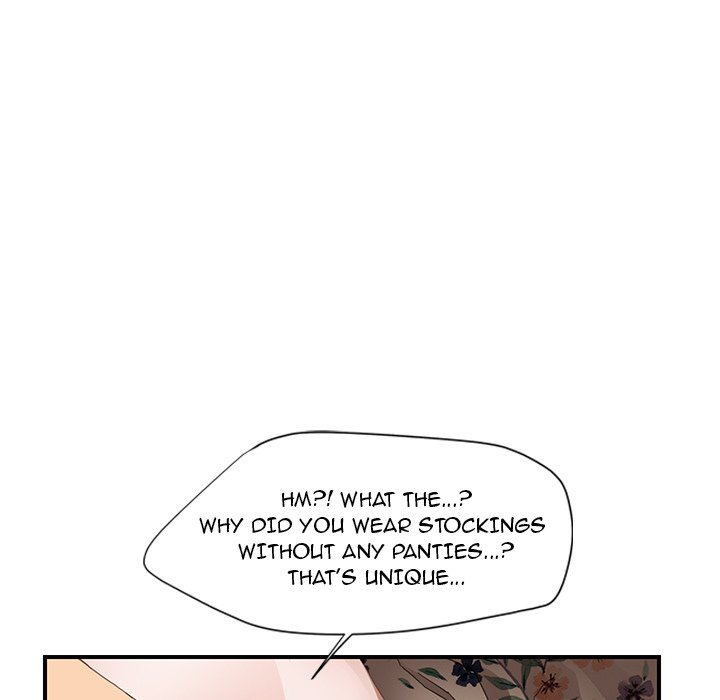 HM?! WHAT THE...?
WHY DID YOU WEAR STOCKINGS
WITHOUT ANY PANTIES...?
THAT'S UNIQUE...